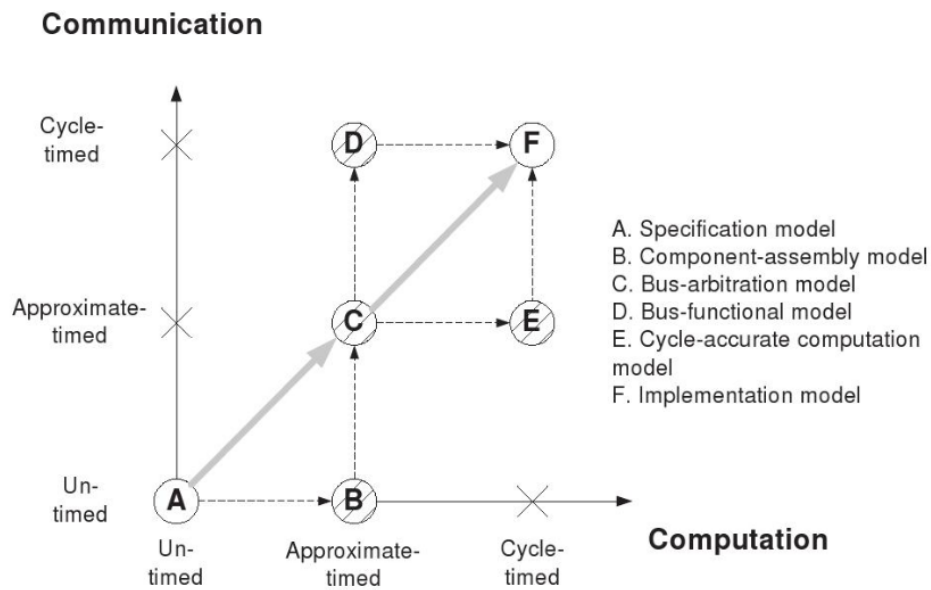 Communication
Cycle-
timed
D
F
A. Specification model
B. Component-assembly model
C. Bus-arbitration model
D. Bus-functional model
E. Cycle-accurate computation
model
F. Implementation model
Approximate-
timed
C
E
Un-
timed
A
B
Un-
timed
Approximate-
timed
Cycle-
timed
Computation